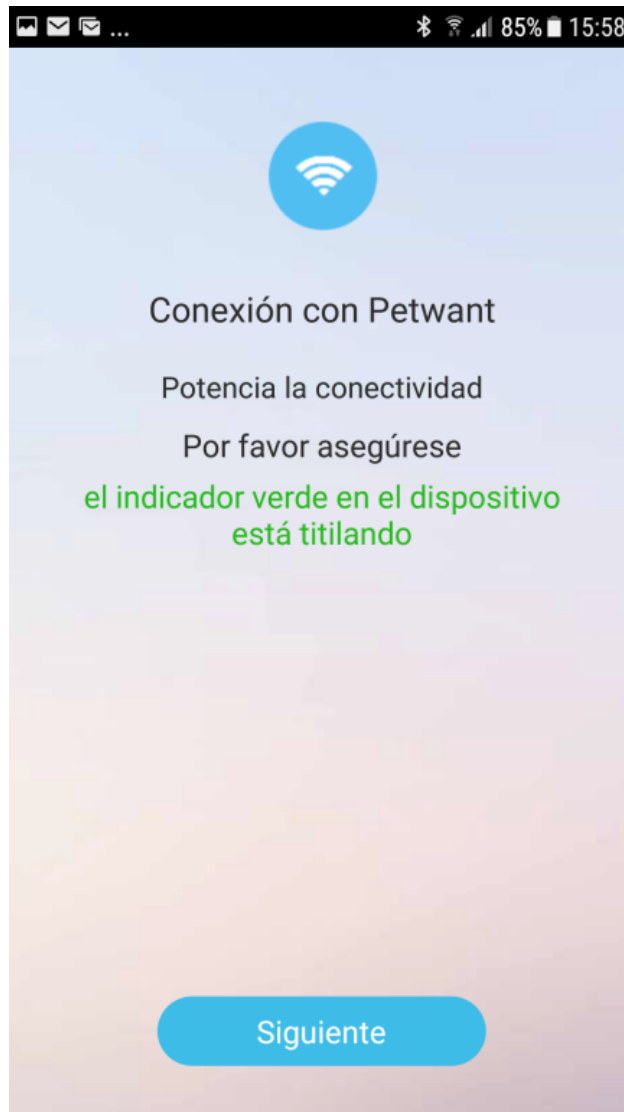 ... 85% 15:58
Conexión con Petwant
Potencia la conectividad
Por favor asegúrese
el indicador verde en el dispositivo
está titilando
Siguiente